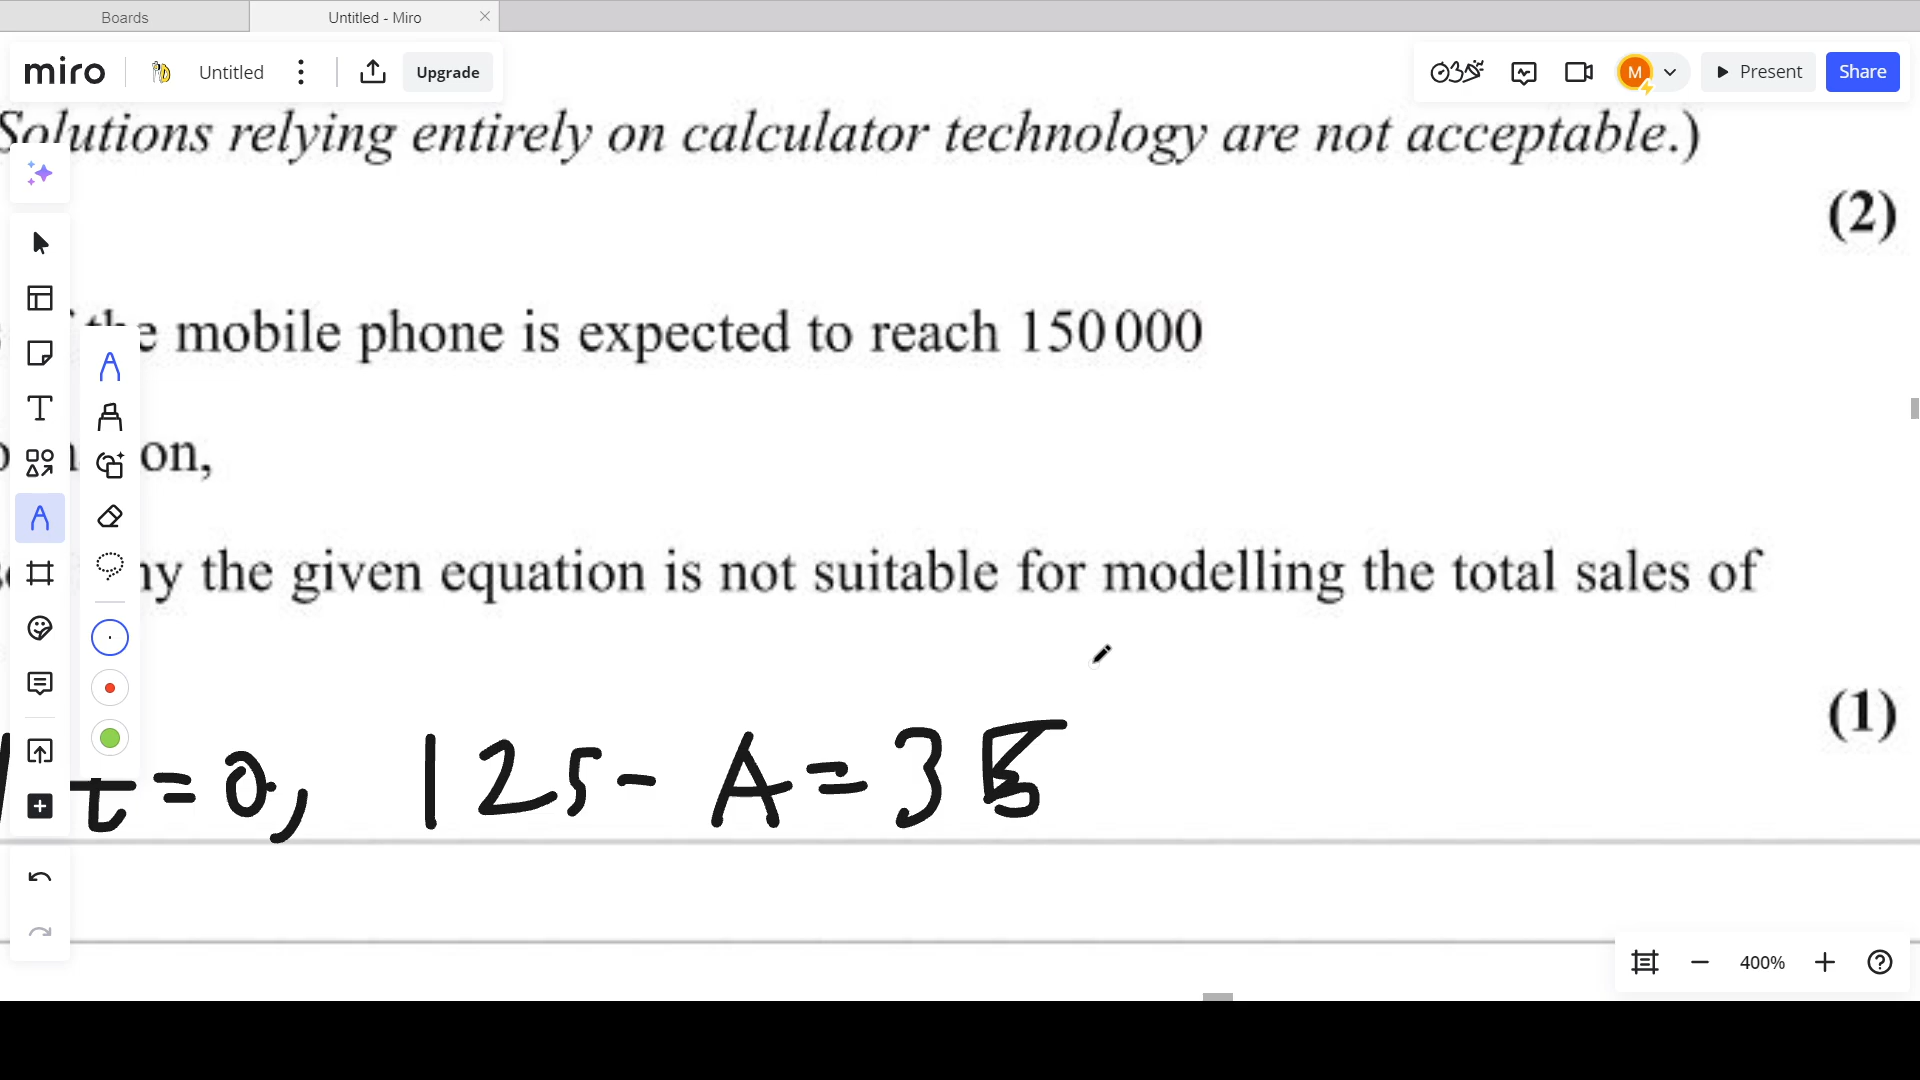 Boards
Untitled - Miro
miro
Untitled
Upgrade
M
Present
Share
Solutions relying entirely on calculator technology are not acceptable.)
(2)
the mobile phone is expected to reach 150 000
on,
the given equation is not suitable for modelling the total sales of
(1)
t = 0, 125 - A = 35
400%